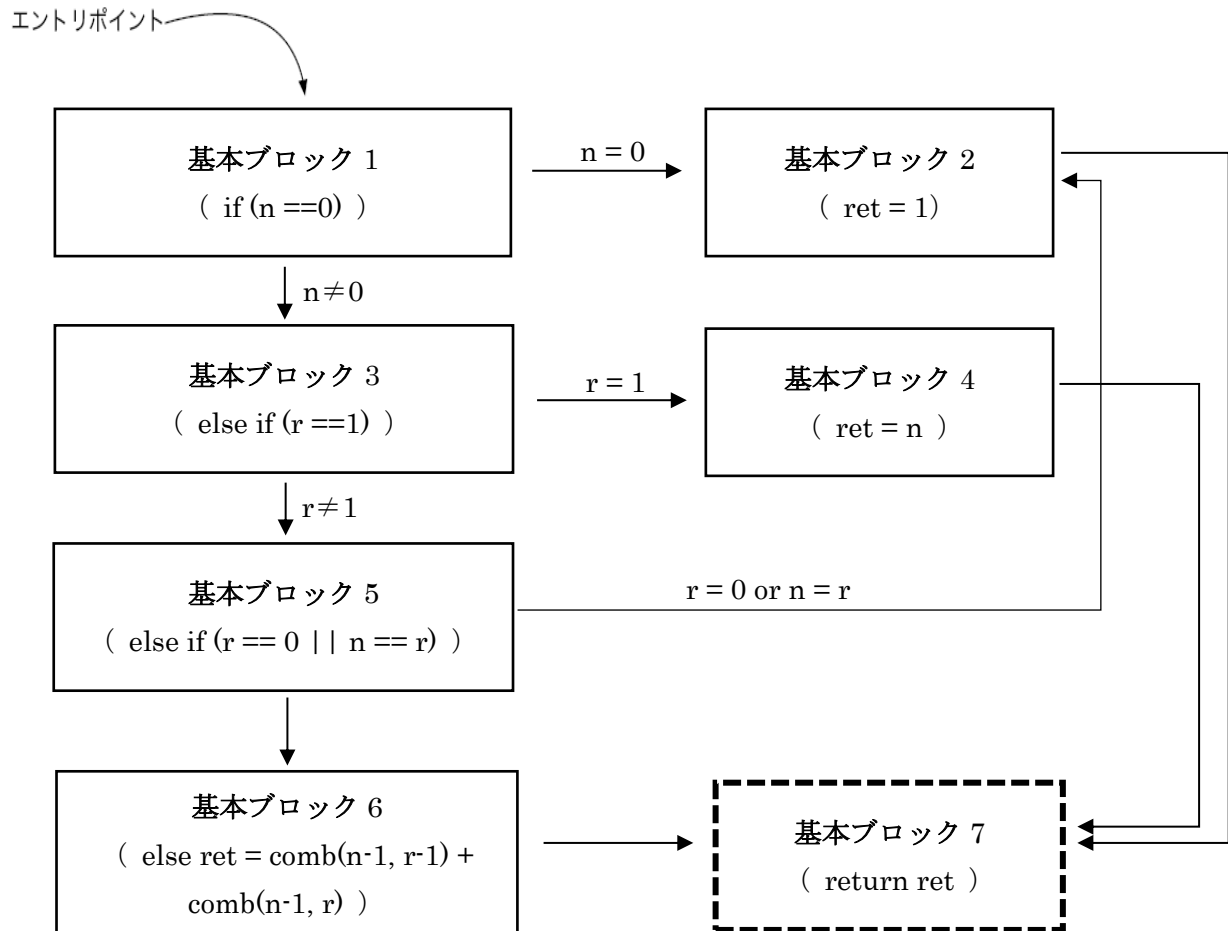 エントリポイント
基本ブロック 1
( if (n ==0) )
n = 0
基本ブロック 2
( ret = 1)
n≠0
基本ブロック 3
( else if (r ==1) )
r = 1
基本ブロック 4
( ret = n )
r≠1
基本ブロック 5
( else if (r == 0 || n == r) )
r = 0 or n = r
基本ブロック 6
( else ret = comb(n-1, r-1) +
comb(n-1, r) )
基本ブロック 7
( return ret )